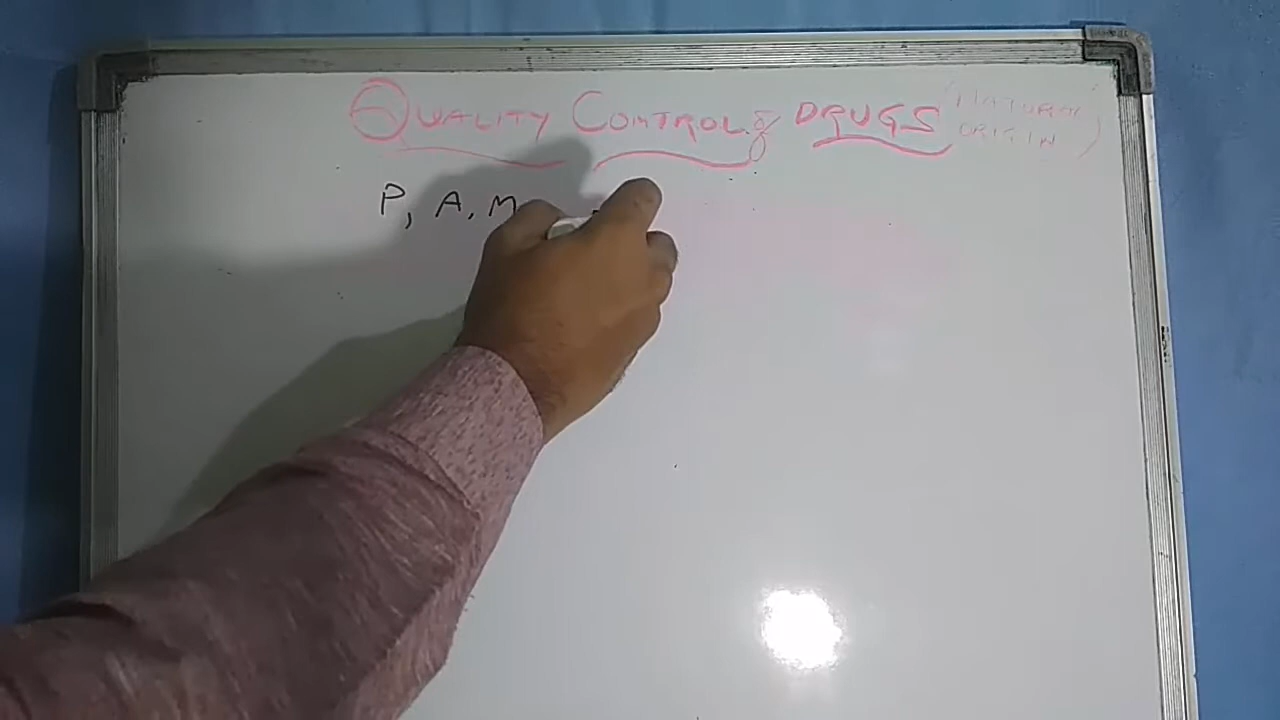 QUALITY CONTROL of DRUGS (NATURAL
ORIGIN)
P, A, M